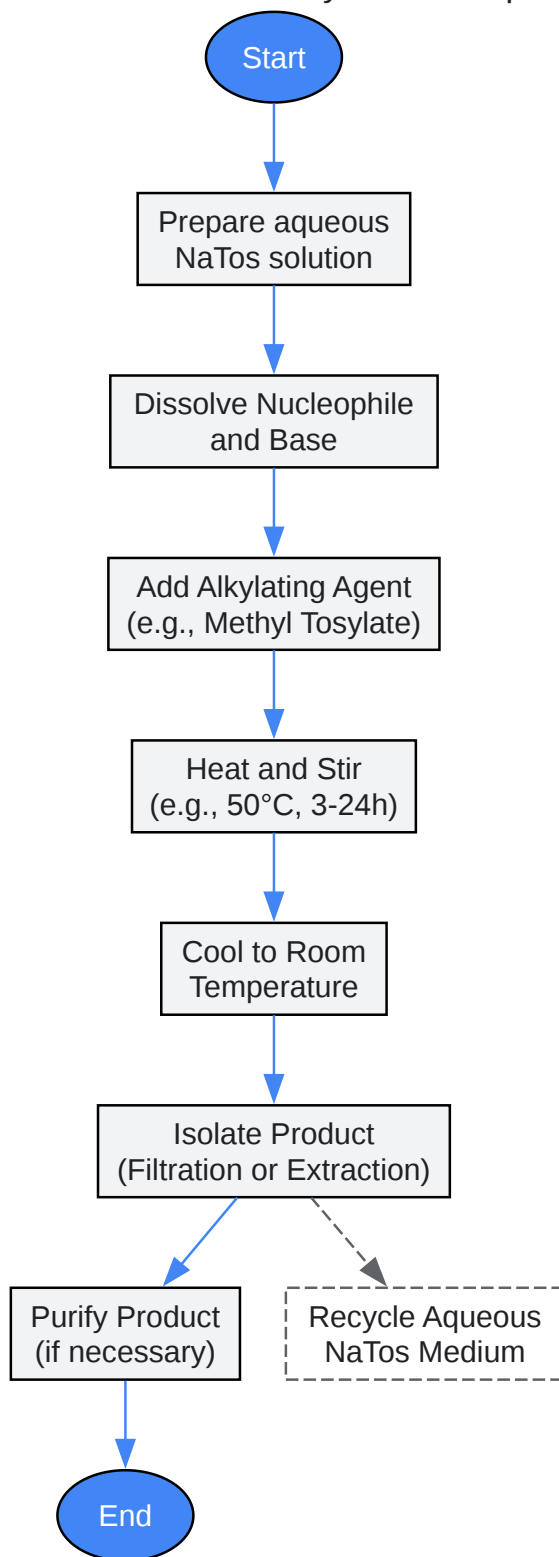 Start
Prepare aqueous
NaTos solution
Dissolve Nucleophile
and Base
Add Alkylating Agent
(e.g., Methyl Tosylate)
Heat and Stir
(e.g., 50°C, 3-24h)
Cool to Room
Temperature
Isolate Product
(Filtration or Extraction)
Purify Product
(if necessary)
Recycle Aqueous
NaTos Medium
End